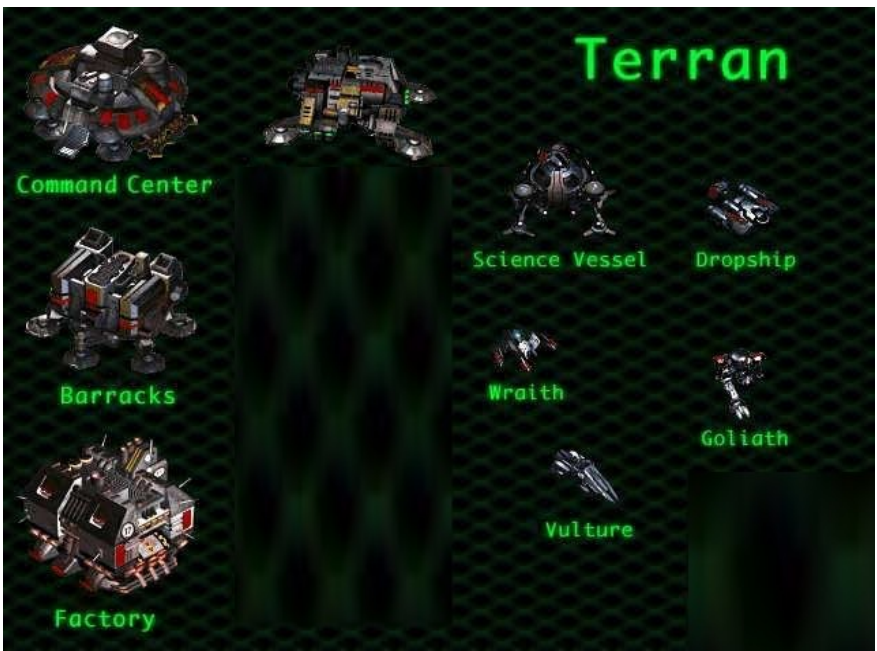 Terran
Command Center
Science Vessel
Dropship
Barracks
Wraith
Goliath
Vulture
Factory